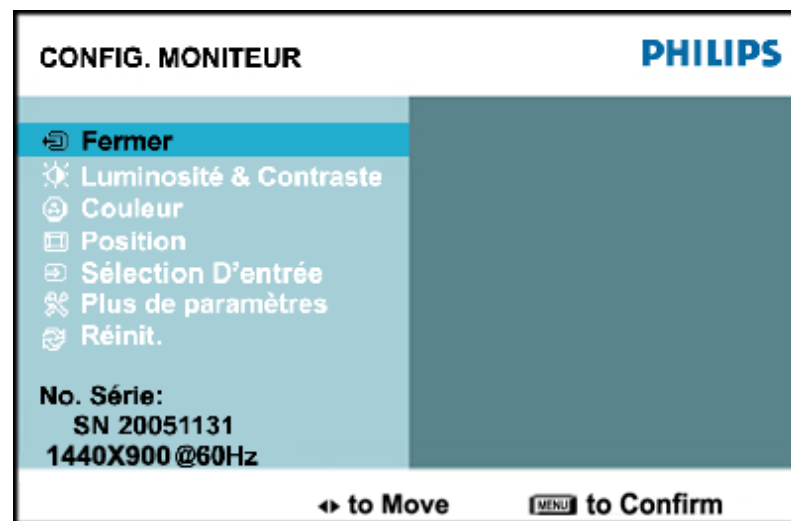 CONFIG. MONITEUR
PHILIPS
Fermer
Luminosité & Contraste
Couleur
Position
Sélection D'entrée
Plus de paramètres
Réinit.
No. Série:
SN 20051131
1440X900 @60Hz
to Move
MENU to Confirm